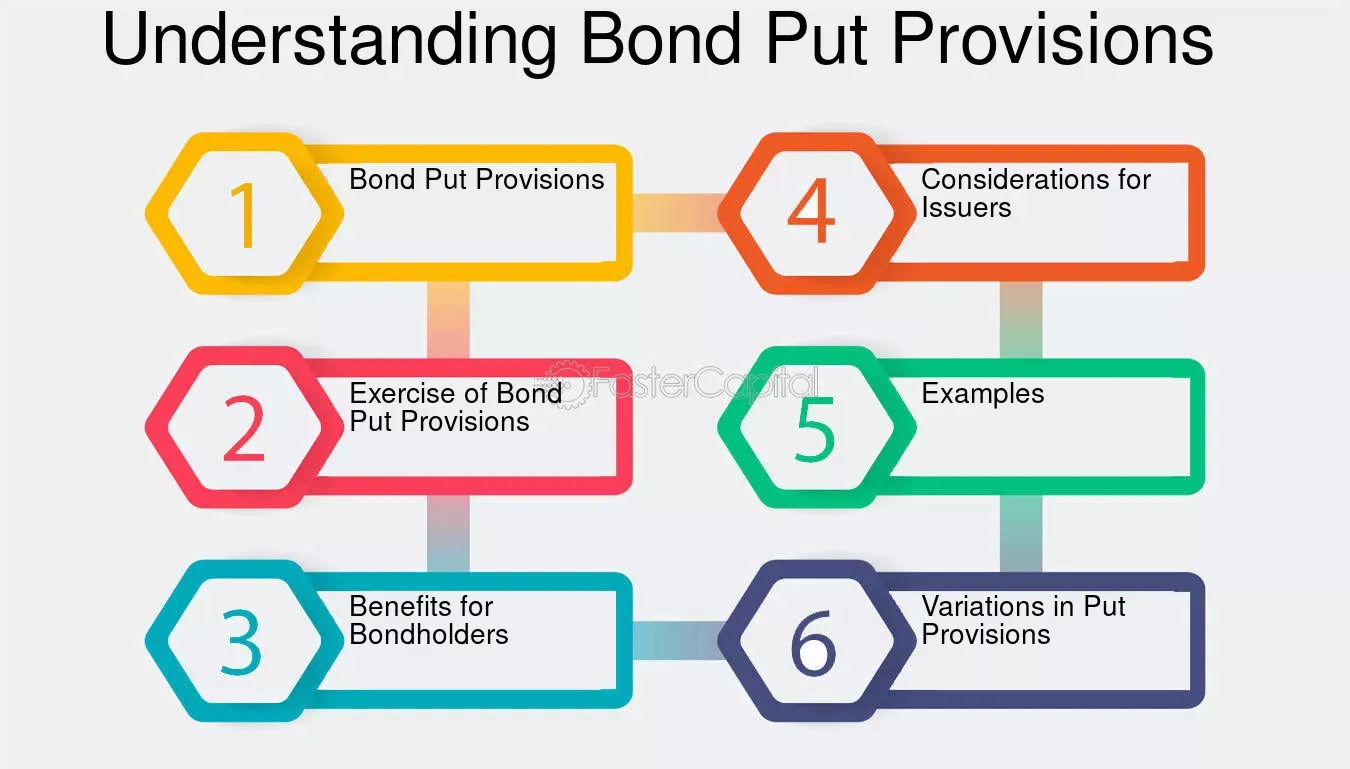 Understanding Bond Put Provisions
1
Bond Put Provisions
2
Exercise of Bond
Put Provisions
3
Benefits for
Bondholders
4
Considerations for
Issuers
5
Examples
6
Variations in Put
Provisions
FasterCapital